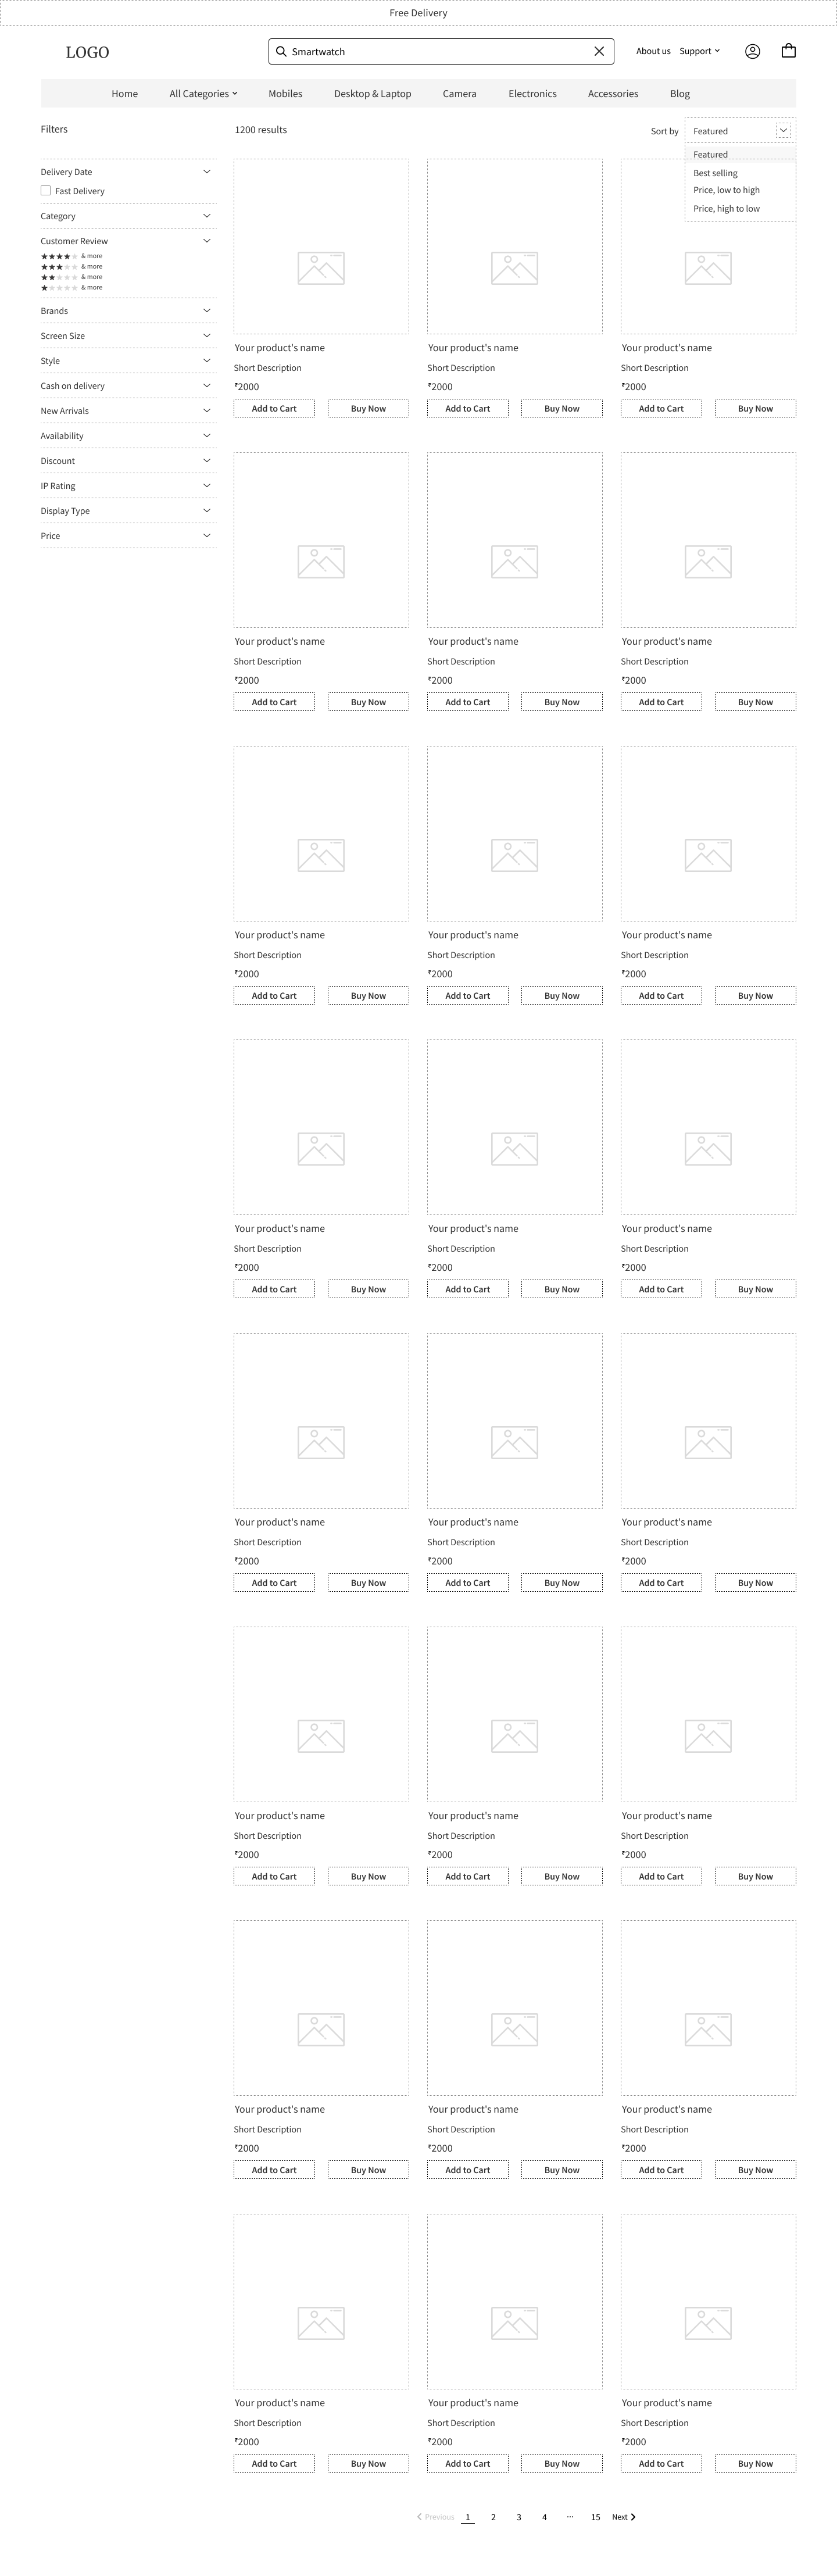 Free Delivery
LOGO
Smartwatch
About us Support
Home All Categories Mobiles Desktop & Laptop Camera Electronics Accessories Blog
Filters
1200 results
Sort by Featured
Featured
Best selling
Price, low to high
Price, high to low
Delivery Date
Fast Delivery
Category
Customer Review
& more
& more
& more
& more
Brands
Screen Size
Style
Cash on delivery
New Arrivals
Availability
Discount
IP Rating
Display Type
Price
Your product's name Your product's name Your product's name
Short Description Short Description Short Description
₹2000 ₹2000 ₹2000
Add to Cart Buy Now Add to Cart Buy Now Add to Cart Buy Now
Your product's name Your product's name Your product's name
Short Description Short Description Short Description
₹2000 ₹2000 ₹2000
Add to Cart Buy Now Add to Cart Buy Now Add to Cart Buy Now
Your product's name Your product's name Your product's name
Short Description Short Description Short Description
₹2000 ₹2000 ₹2000
Add to Cart Buy Now Add to Cart Buy Now Add to Cart Buy Now
Your product's name Your product's name Your product's name
Short Description Short Description Short Description
₹2000 ₹2000 ₹2000
Add to Cart Buy Now Add to Cart Buy Now Add to Cart Buy Now
Your product's name Your product's name Your product's name
Short Description Short Description Short Description
₹2000 ₹2000 ₹2000
Add to Cart Buy Now Add to Cart Buy Now Add to Cart Buy Now
Your product's name Your product's name Your product's name
Short Description Short Description Short Description
₹2000 ₹2000 ₹2000
Add to Cart Buy Now Add to Cart Buy Now Add to Cart Buy Now
Your product's name Your product's name Your product's name
Short Description Short Description Short Description
₹2000 ₹2000 ₹2000
Add to Cart Buy Now Add to Cart Buy Now Add to Cart Buy Now
Your product's name Your product's name Your product's name
Short Description Short Description Short Description
₹2000 ₹2000 ₹2000
Add to Cart Buy Now Add to Cart Buy Now Add to Cart Buy Now
Previous 1 2 3 4 ... 15 Next